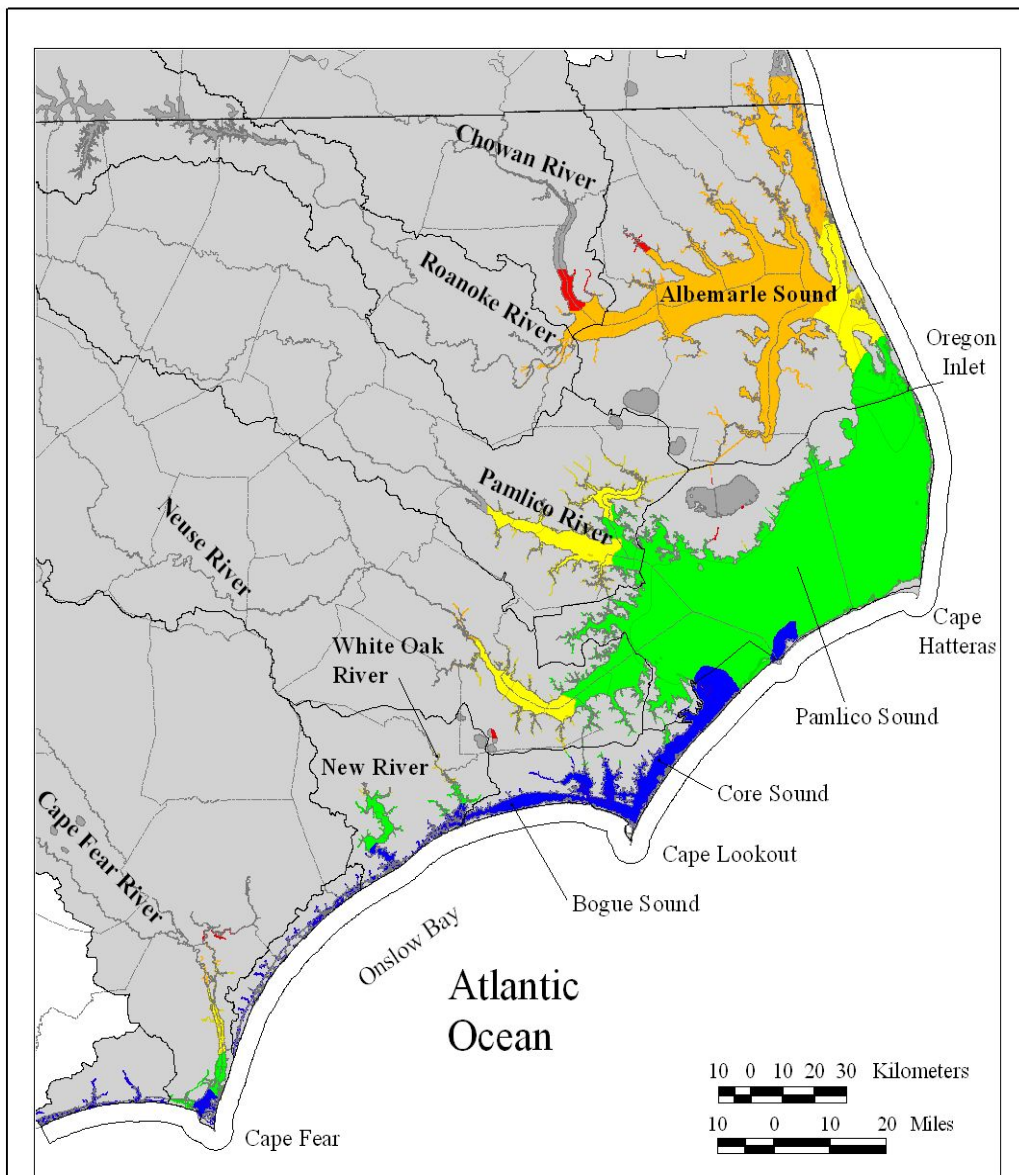 Chowan River
Roanoke River
Albemarle Sound
Oregon
Inlet
Pamlico River
Neuse River
Cape
Hatteras
White Oak
River
Pamlico Sound
New River
Core Sound
Cape Fear River
Cape Lookout
Bogue Sound
Onslow Bay
Atlantic
Ocean
10 0 10 20 30 Kilometers
10 0 10 20 Miles
Cape Fear